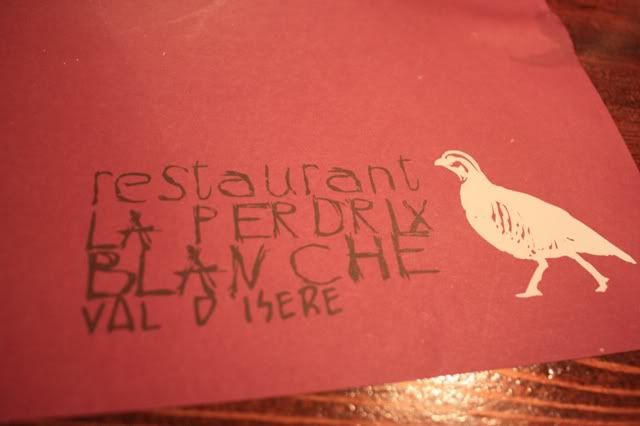 restaurant
LA PERDRIX
BLANCHE
VAL D ISERE